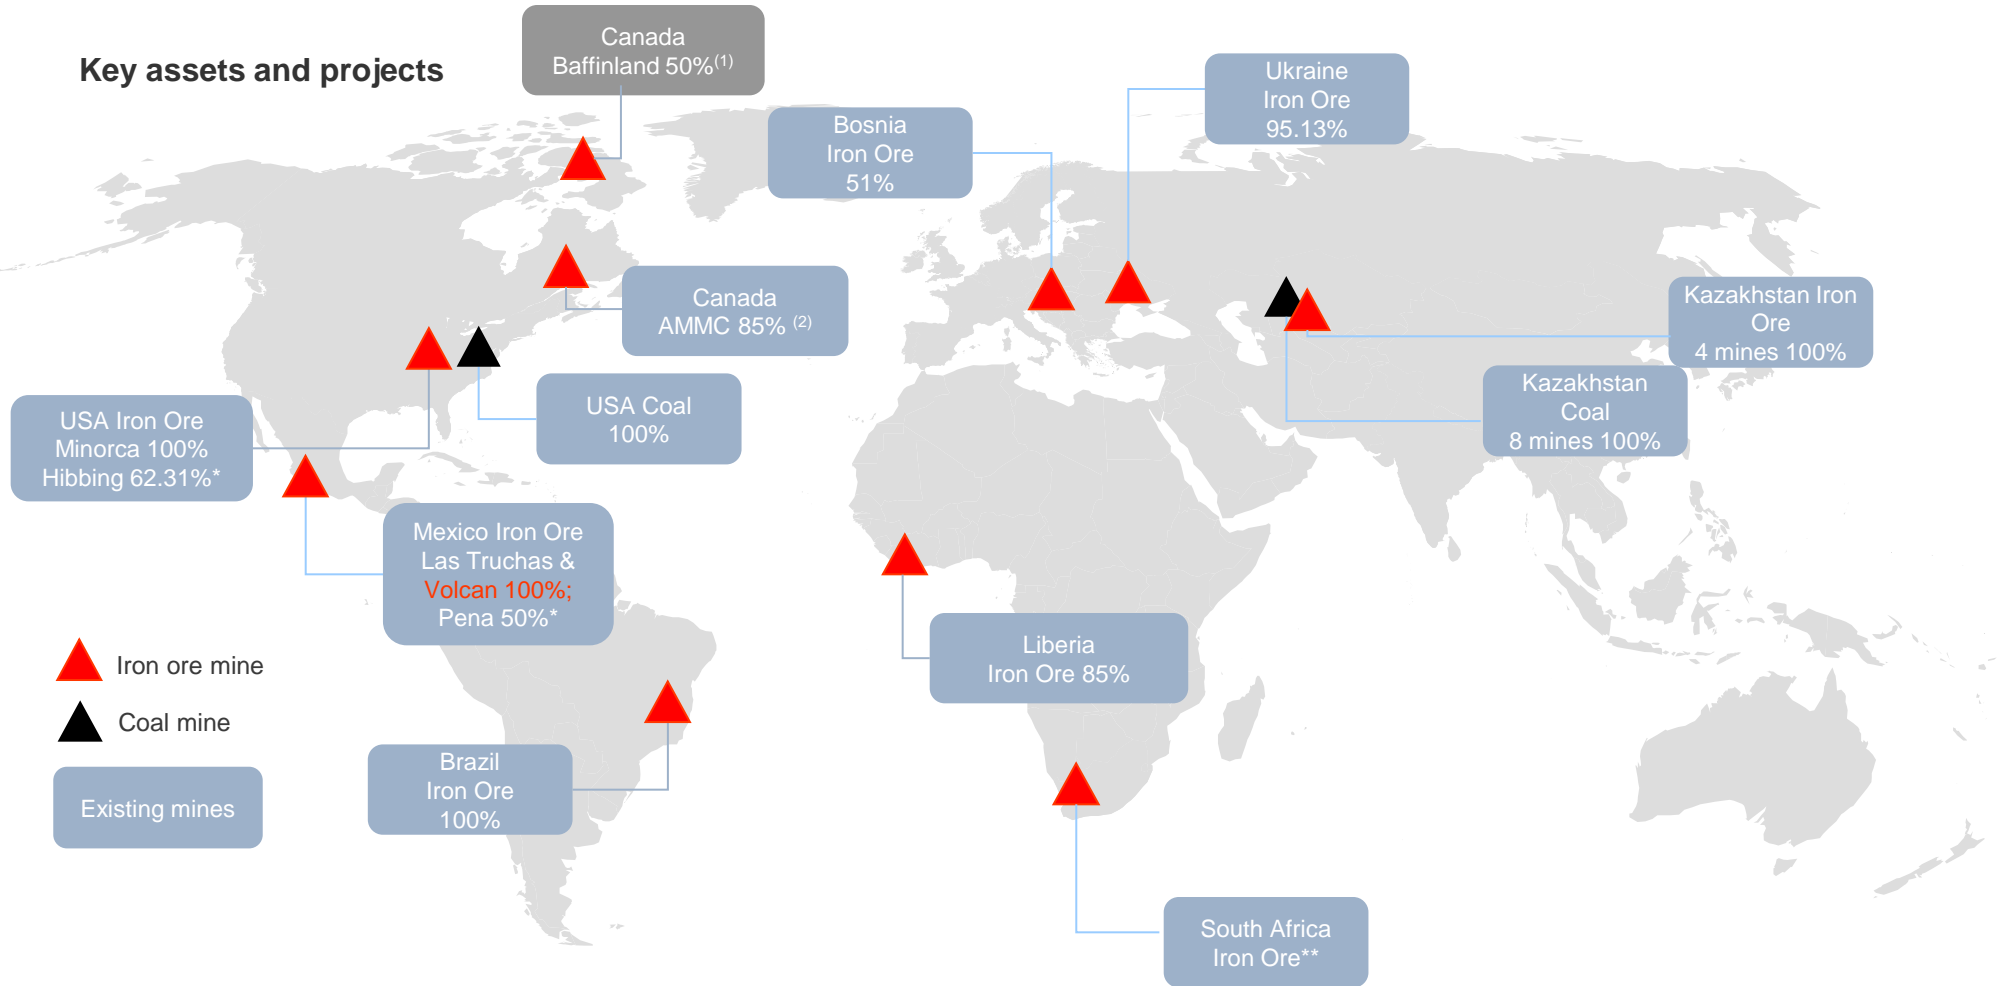 Key assets and projects
Canada
Baffinland 50%(1)
Ukraine
Iron Ore
95.13%
Bosnia
Iron Ore
51%
Canada
AMMC 85% (2)
Kazakhstan Iron
Ore
4 mines 100%
Kazakhstan
Coal
8 mines 100%
USA Coal
100%
USA Iron Ore
Minorca 100%
Hibbing 62.31%*
Mexico Iron Ore
Las Truchas &
Volcan 100%;
Pena 50%*
Liberia
Iron Ore 85%
Iron ore mine
Coal mine
Existing mines
Brazil
Iron Ore
100%
South Africa
Iron Ore**